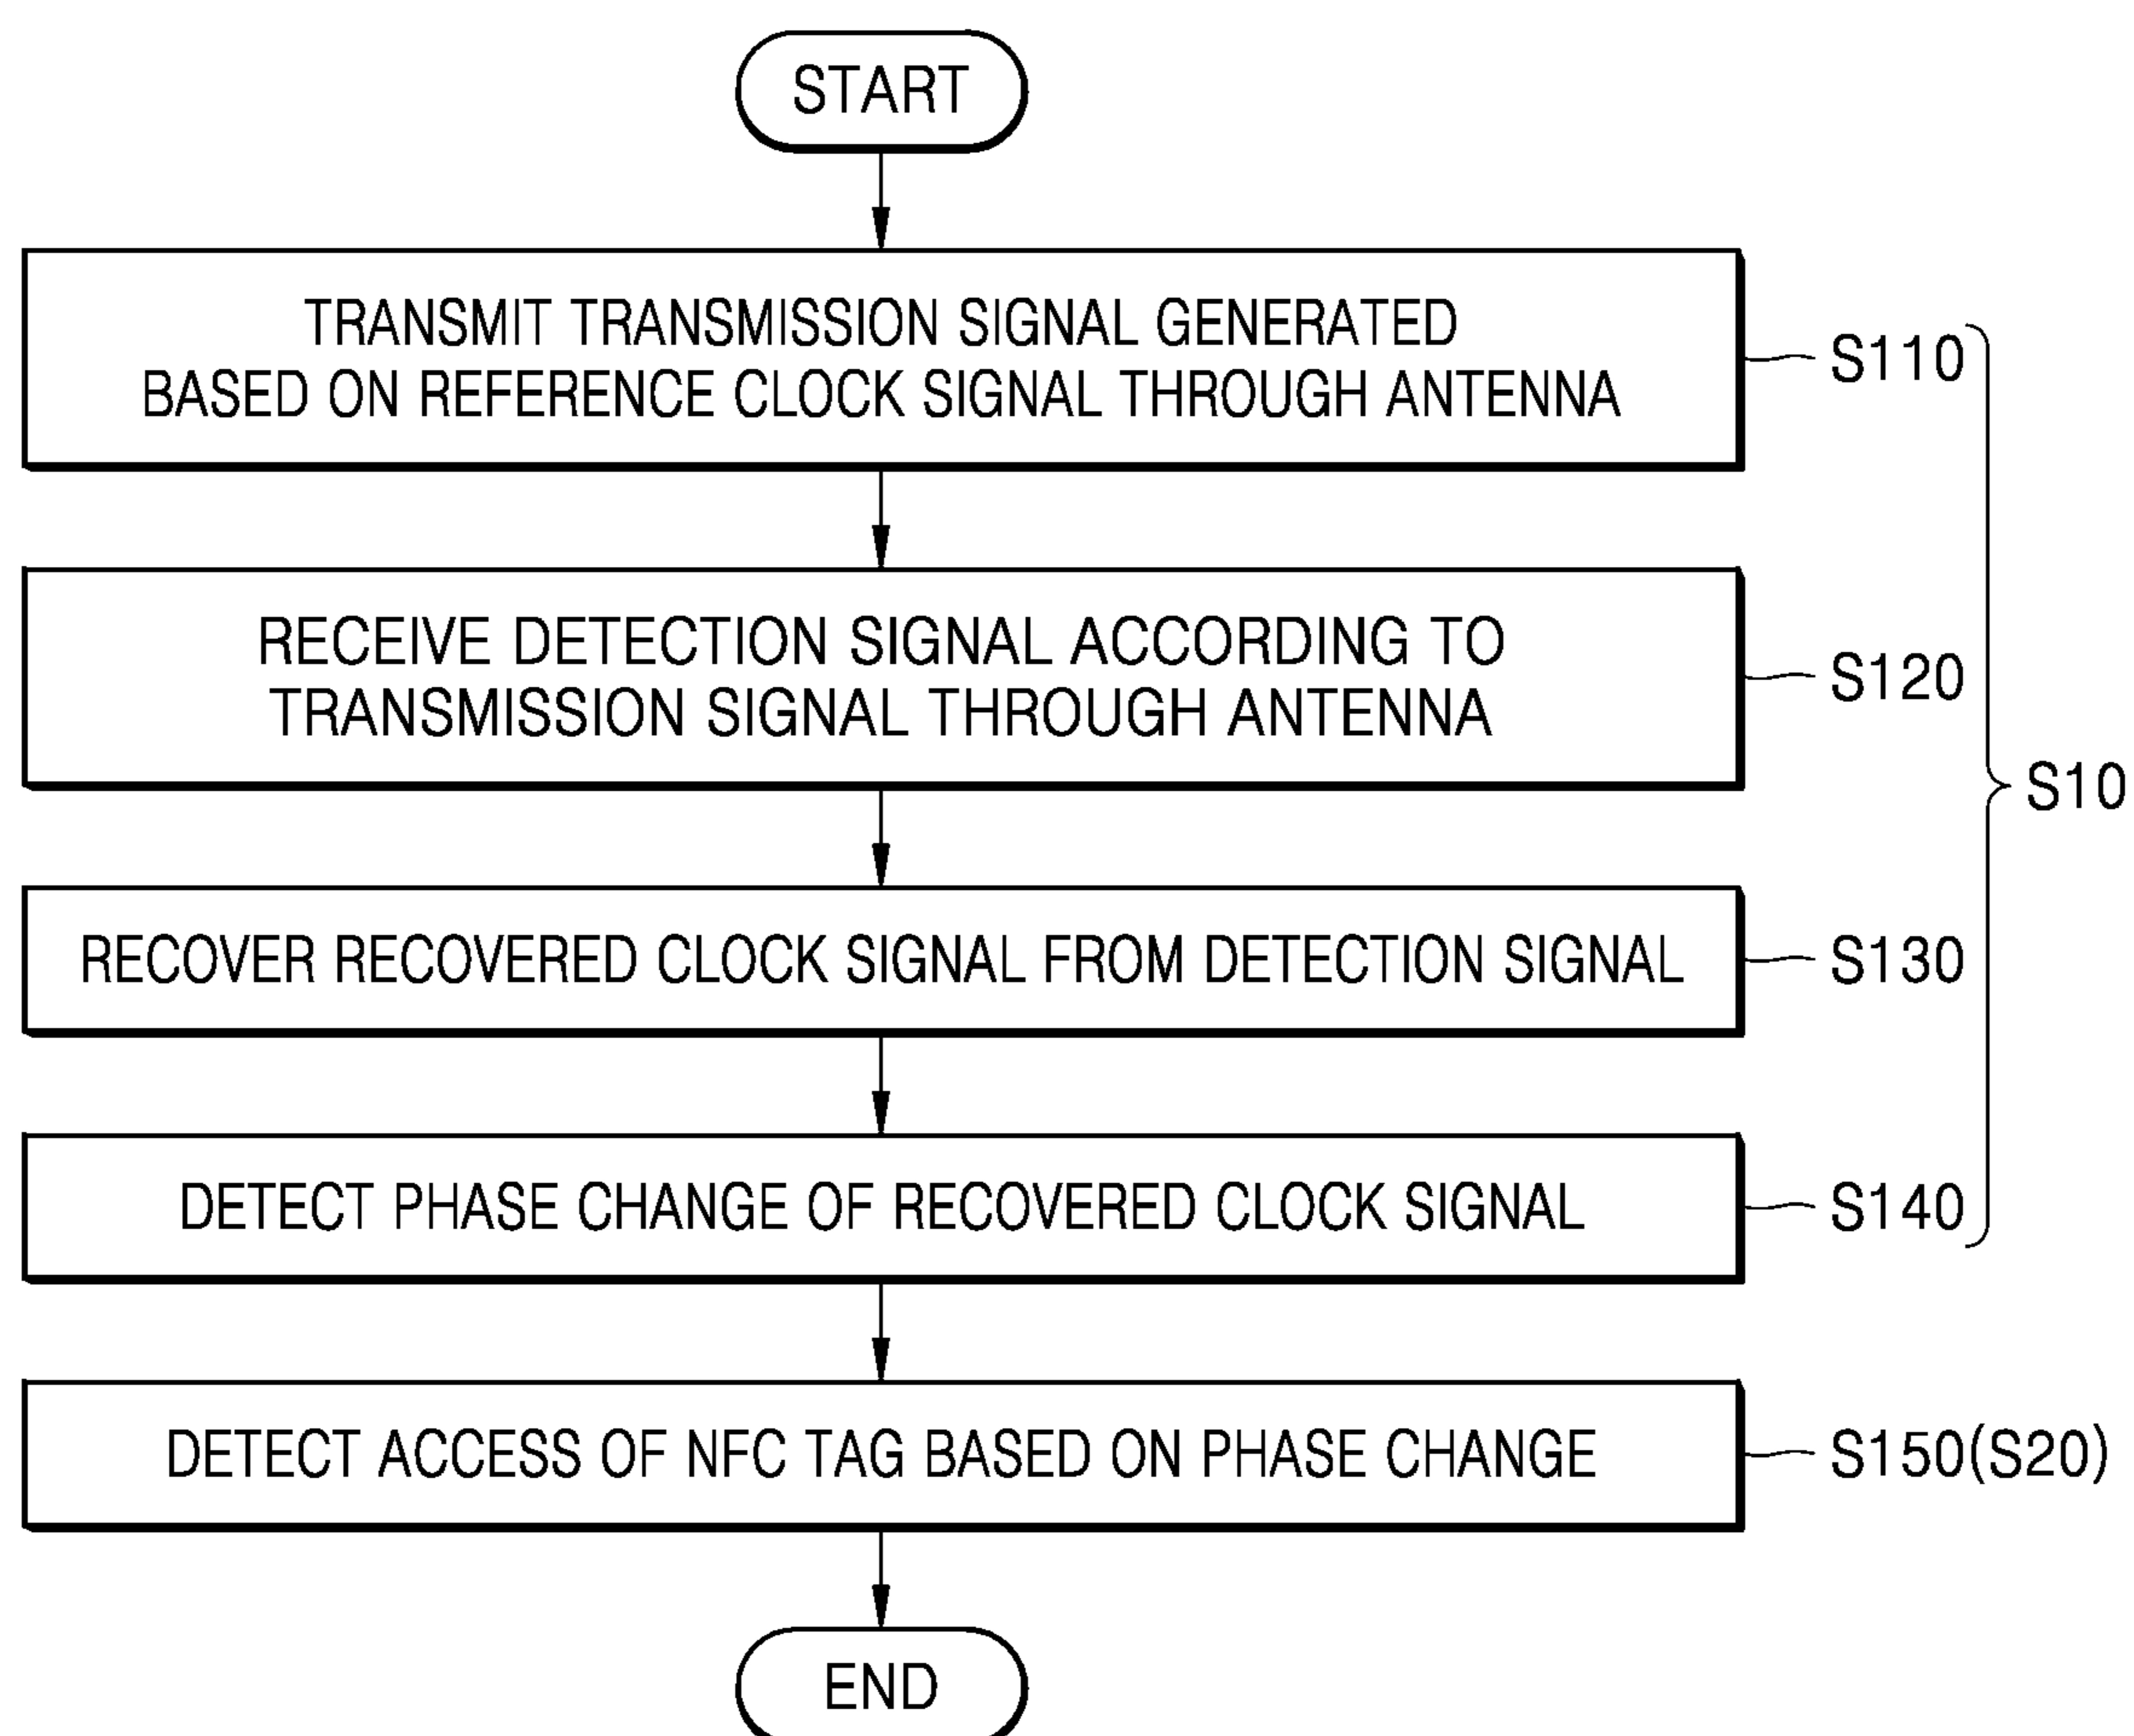 START
TRANSMIT TRANSMISSION SIGNAL GENERATED
BASED ON REFERENCE CLOCK SIGNAL THROUGH ANTENNA
S110
RECEIVE DETECTION SIGNAL ACCORDING TO
TRANSMISSION SIGNAL THROUGH ANTENNA
S120
S10
RECOVER RECOVERED CLOCK SIGNAL FROM DETECTION SIGNAL
S130
DETECT PHASE CHANGE OF RECOVERED CLOCK SIGNAL
S140
DETECT ACCESS OF NFC TAG BASED ON PHASE CHANGE
S150(S20)
END